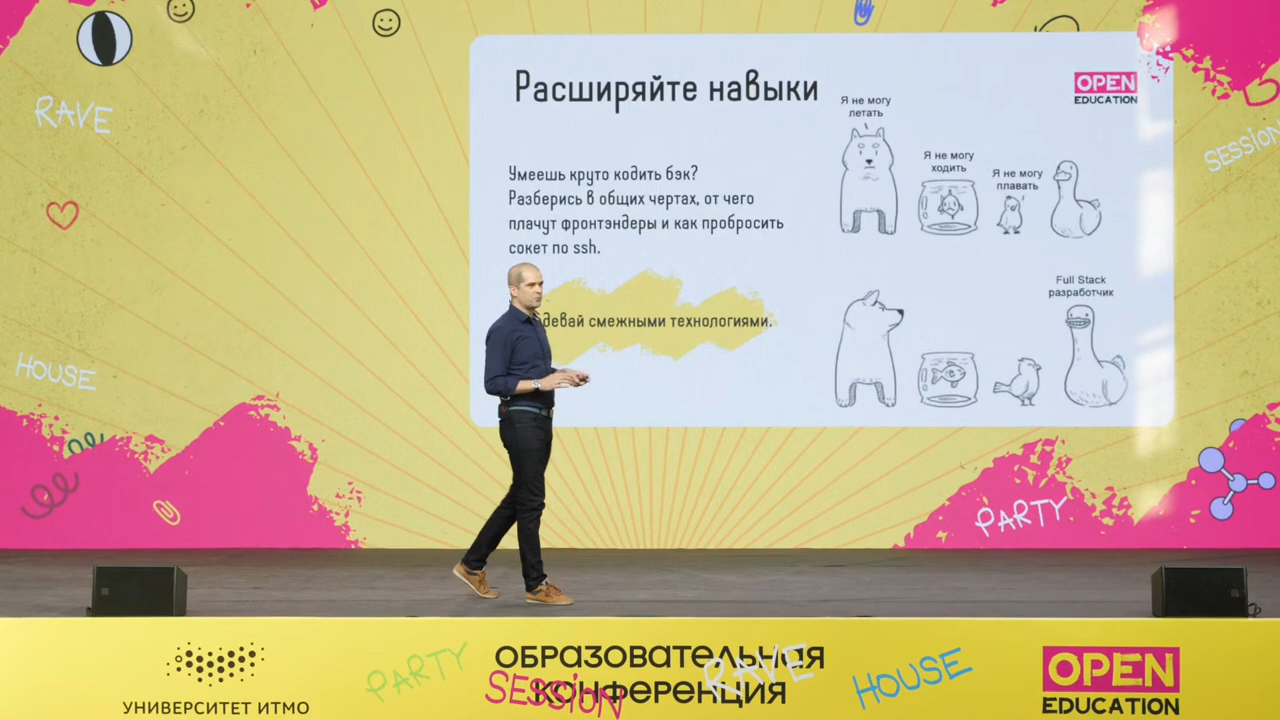 RAVE
HOUSE
SESSION
PARTY
Расширяйте навыки
OPEN
EDUCATION
Умеешь круто кодить бэк?
Разберись в общих чертах, от чего
плачут фронтэндеры и как пробросить
сокет по ssh.
смежными технологиями.
Я не могу
летать
Я не могу
ходить
Я не могу
плавать
Full Stack
разработчик
УНИВЕРСИТЕТ ИТМО
PARTY
ОБРАЗОВАТЕЛЬНАЯ
КОНФЕРЕНЦИЯ
SESSION
RAVE
HOUSE
OPEN
EDUCATION